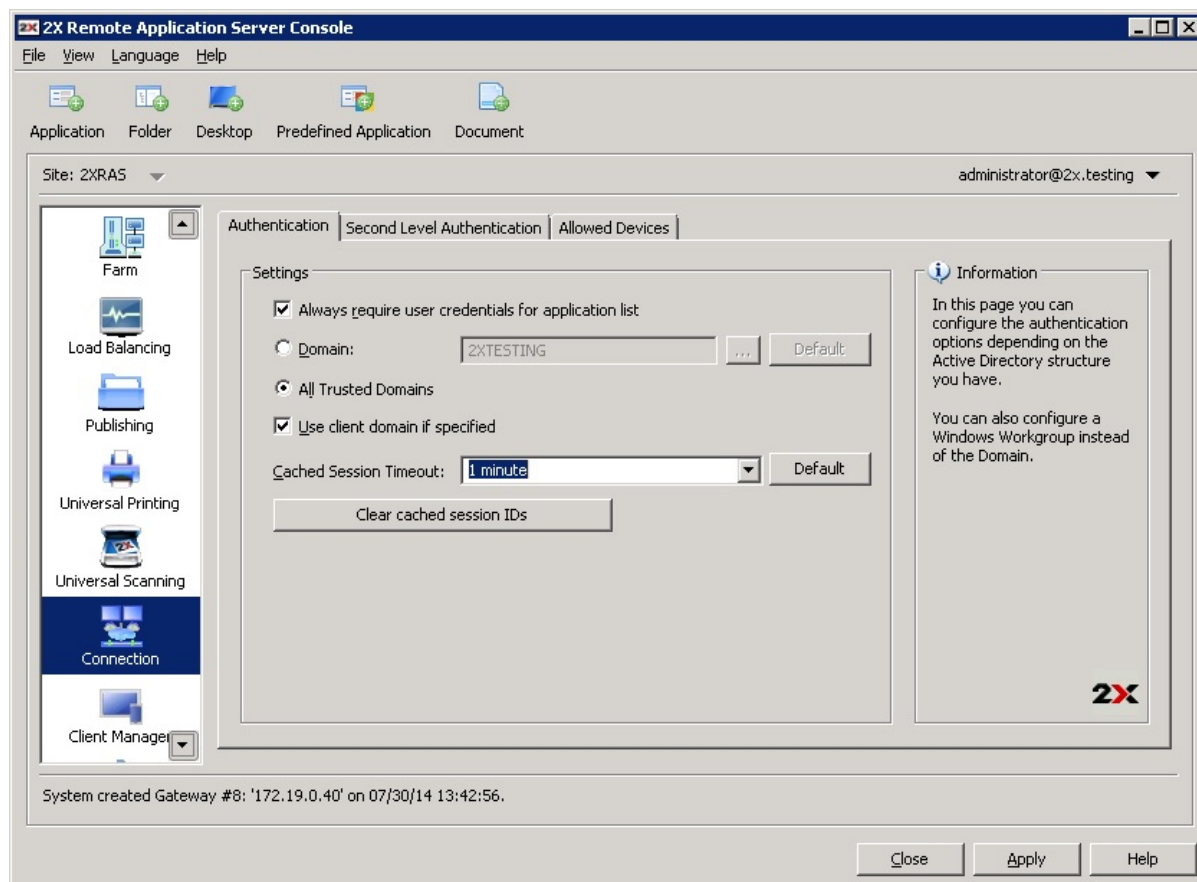 2X Remote Application Server Console
File View Language Help
Application Folder Desktop Predefined Application Document
Site: 2XRAS administrator@2x.testing
Farm
Load Balancing
Publishing
Universal Printing
Universal Scanning
Connection
Client Manager
Authentication Second Level Authentication Allowed Devices
Settings
Always require user credentials for application list
Domain: 2XTESTING ... Default
All Trusted Domains
Use client domain if specified
Cached Session Timeout: 1 minute Default
Clear cached session IDs
Information
In this page you can
configure the authentication
options depending on the
Active Directory structure
you have.
You can also configure a
Windows Workgroup instead
of the Domain.
2X
System created Gateway #8: '172.19.0.40' on 07/30/14 13:42:56.
Close Apply Help